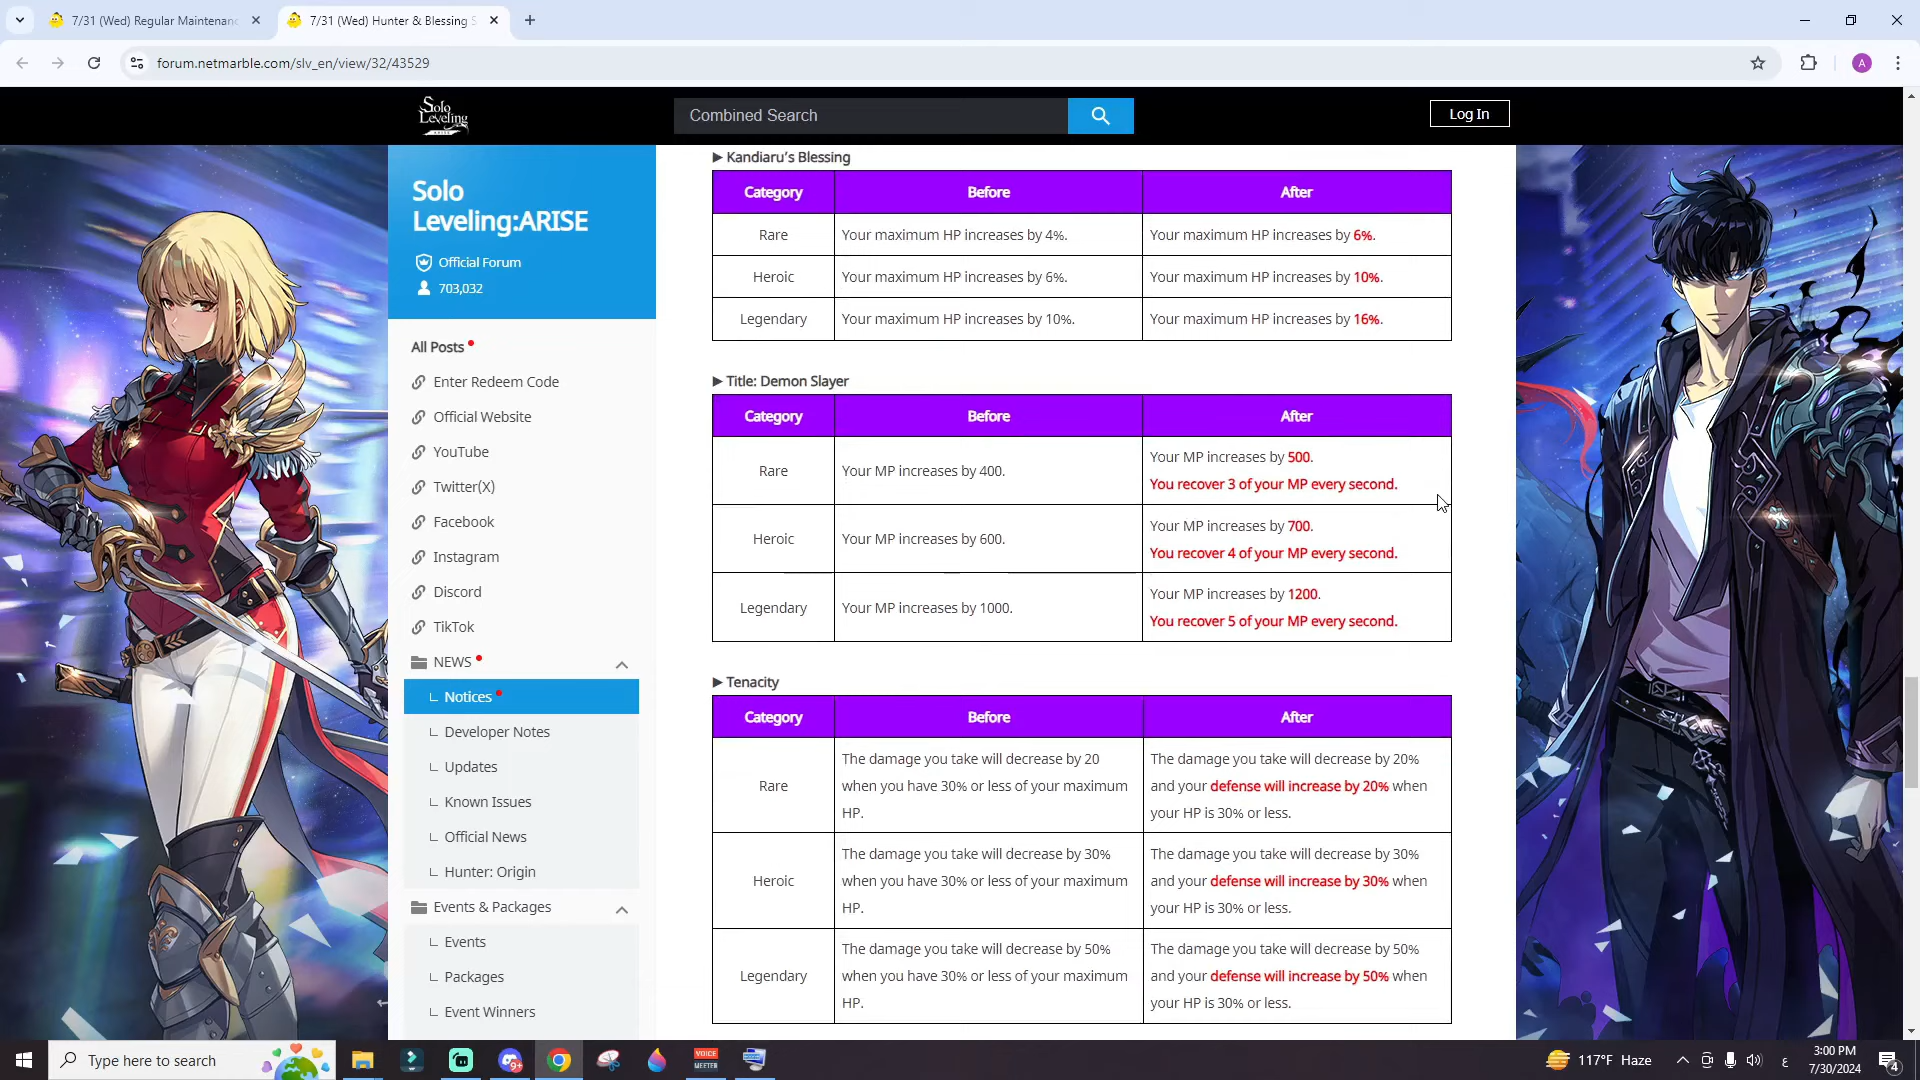 7/31 (Wed) Regular Maintenanc
7/31 (Wed) Hunter & Blessing S
forum.netmarble.com/slv_en/view/32/43529
A
Solo
Leveling
ARISE
Combined Search
Log In
Solo
Leveling:ARISE
Official Forum
703,032
All Posts
Enter Redeem Code
Official Website
YouTube
Twitter(X)
Facebook
Instagram
Discord
TikTok
NEWS
Notices
Developer Notes
Updates
Known Issues
Official News
Hunter: Origin
Events & Packages
Events
Packages
Event Winners
▶ Kandiaru’s Blessing
Category Before After
Rare Your maximum HP increases by 4%. Your maximum HP increases by 6%.
Heroic Your maximum HP increases by 6%. Your maximum HP increases by 10%.
Legendary Your maximum HP increases by 10%. Your maximum HP increases by 16%.
▶ Title: Demon Slayer
Category Before After
Rare Your MP increases by 400. Your MP increases by 500.
You recover 3 of your MP every second.
Heroic Your MP increases by 600. Your MP increases by 700.
You recover 4 of your MP every second.
Legendary Your MP increases by 1000. Your MP increases by 1200.
You recover 5 of your MP every second.
▶ Tenacity
Category Before After
Rare
The damage you take will decrease by 20
when you have 30% or less of your maximum
HP.
The damage you take will decrease by 20%
and your defense will increase by 20% when
your HP is 30% or less.
Heroic
The damage you take will decrease by 30%
when you have 30% or less of your maximum
HP.
The damage you take will decrease by 30%
and your defense will increase by 30% when
your HP is 30% or less.
Legendary
The damage you take will decrease by 50%
when you have 30% or less of your maximum
HP.
The damage you take will decrease by 50%
and your defense will increase by 50% when
your HP is 30% or less.
Type here to search
9+
VOICE
MEETER
117°F Haze
ع
3:00 PM
7/30/2024
4